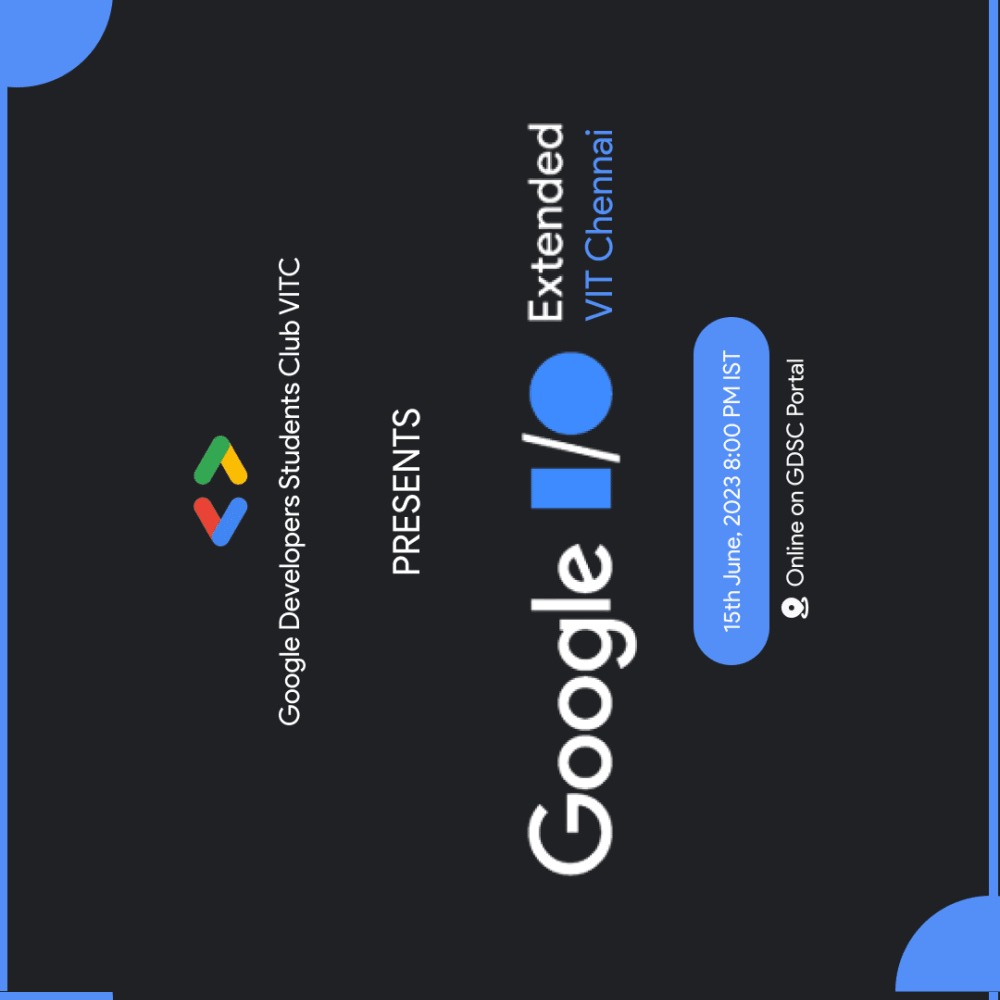 Google Developers Students Club VITC
PRESENTS
Google I/O Extended
VIT Chennai
15th June, 2023 8:00 PM IST
Online on GDSC Portal